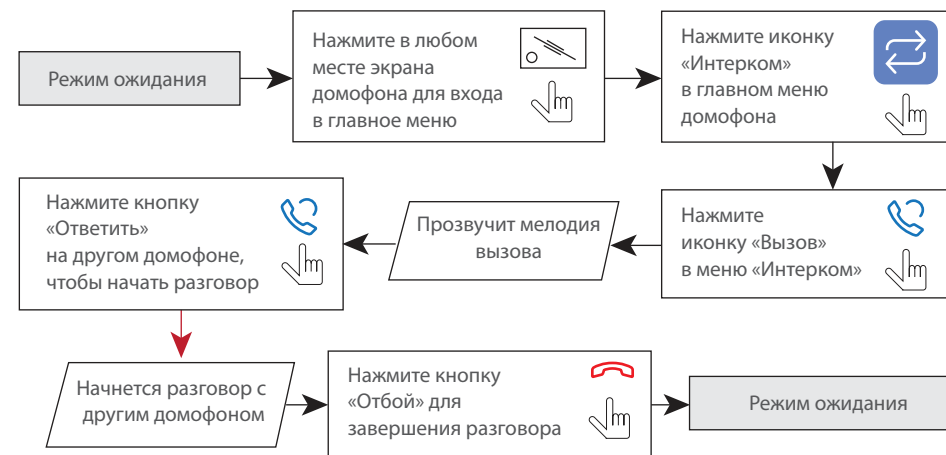 Режим ожидания
Нажмите в любом
месте экрана
домофона для входа
в главное меню
Нажмите иконку
«Интерком»
в главном меню
домофона
Нажмите
иконку «Вызов»
в меню «Интерком»
Прозвучит мелодия
вызова
Нажмите кнопку
«Ответить»
на другом домофоне,
чтобы начать разговор
Начнется разговор с
другим домофоном
Нажмите кнопку
«Отбой» для
завершения разговора
Режим ожидания